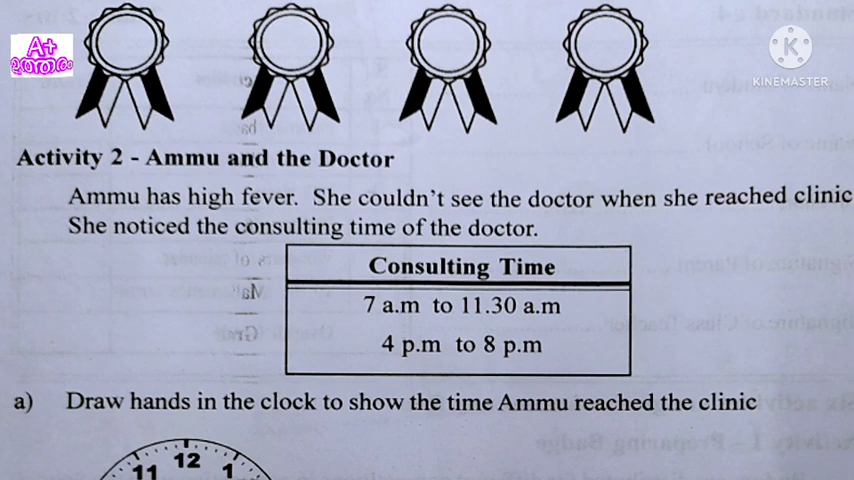 A+
ഉത്തരം
KINEMASTER
Activity 2 - Ammu and the Doctor
Ammu has high fever. She couldn't see the doctor when she reached clinic
She noticed the consulting time of the doctor.
Consulting Time
7 a.m to 11.30 a.m
4 p.m to 8 p.m
a) Draw hands in the clock to show the time Ammu reached the clinic
11 12 1